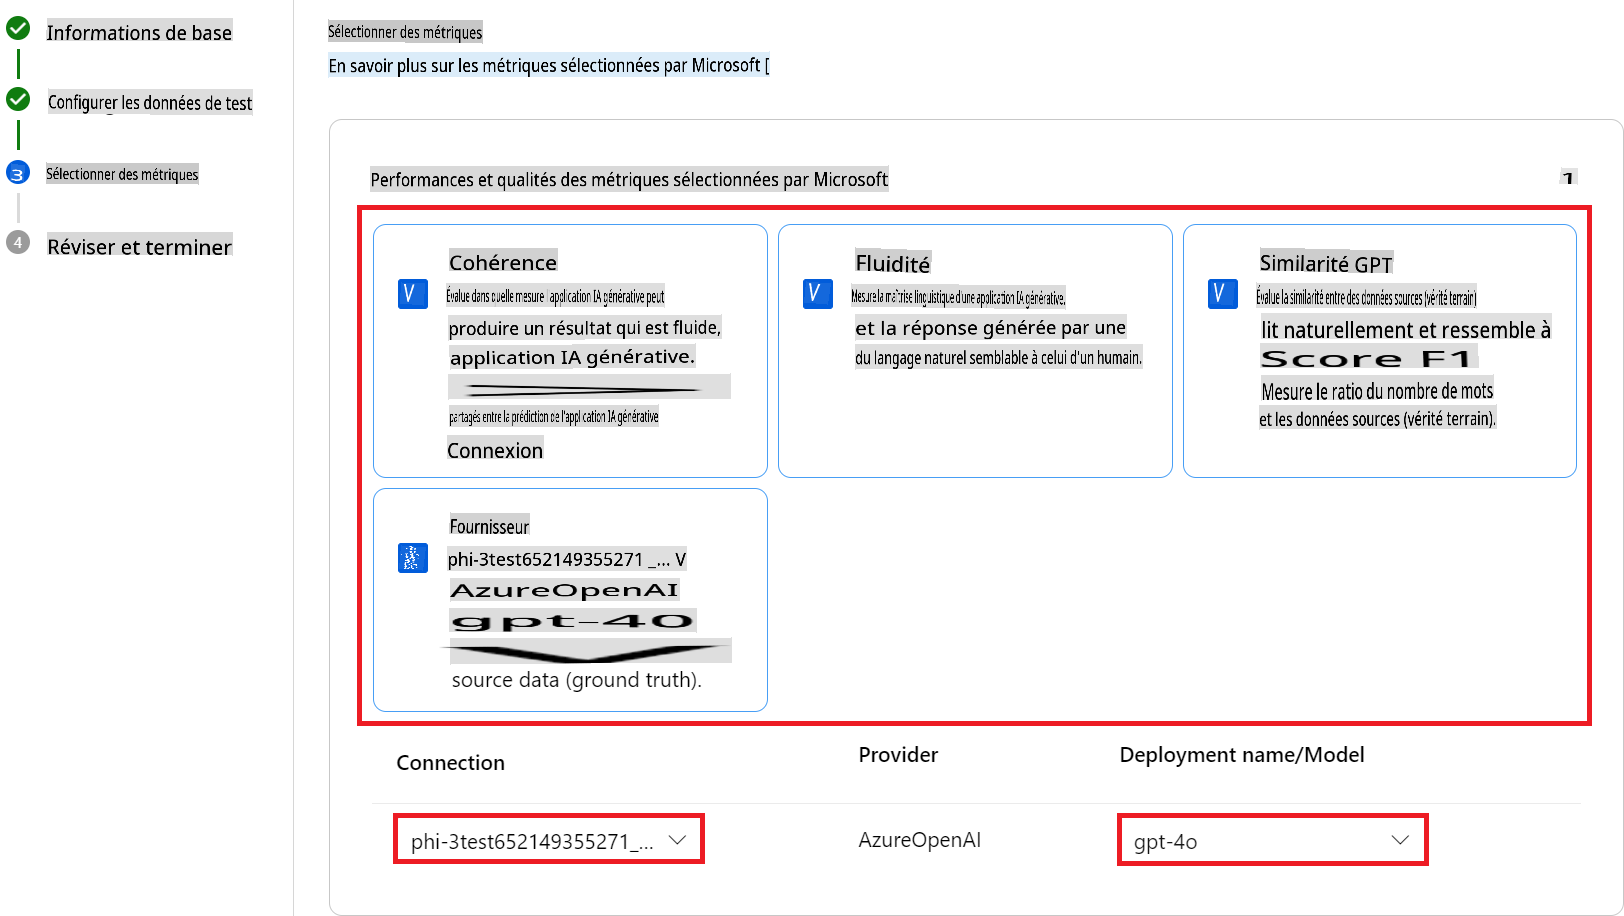 Informations de base
Configurer les données de test
3
Sélectionner des métriques
4
Réviser et terminer
Sélectionner des métriques
En savoir plus sur les métriques sélectionnées par Microsoft [
Performances et qualités des métriques sélectionnées par Microsoft
1
Cohérence
Évalue dans quelle mesure l'application IA générative peut
produire un résultat qui est fluide,
application IA générative.
partagés entre la prédiction de l'application IA générative
Connexion
Fluidité
Mesure la maîtrise linguistique d'une application IA générative,
et la réponse générée par une
du langage naturel semblable à celui d'un humain.
Similarité GPT
Évalue la similarité entre des données sources (vérité terrain)
lit naturellement et ressemble à
Score F1
Mesure le ratio du nombre de mots
et les données sources (vérité terrain).
Fournisseur
phi-3test652149355271 _... V
AzureOpenAI
gpt-4o
source data (ground truth).
Connection
Provider
Deployment name/Model
phi-3test652149355271_...
AzureOpenAI
gpt-4o